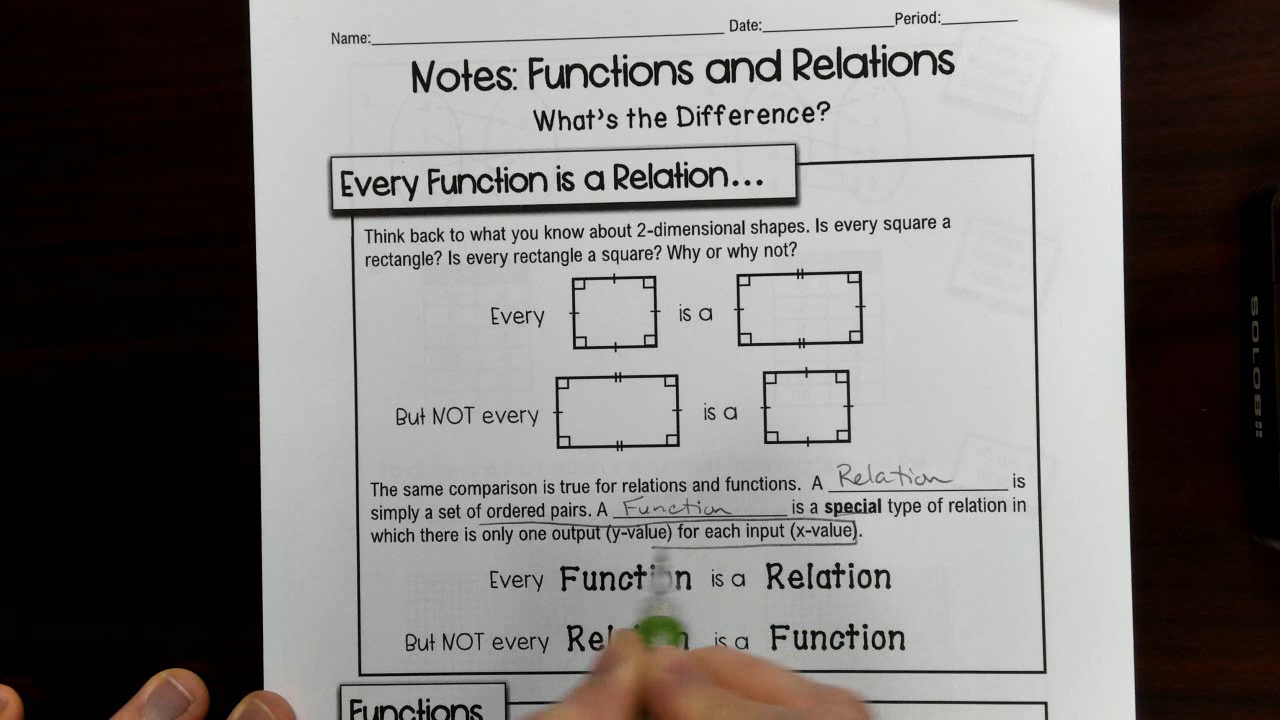 Name: Date: Period:
Notes: Functions and Relations
What's the Difference?
Every Function is a Relation...
Think back to what you know about 2-dimensional shapes. Is every square a
rectangle? Is every rectangle a square? Why or why not?
Every is a
But NOT every is a
The same comparison is true for relations and functions. A Relation is
simply a set of ordered pairs. A Function is a special type of relation in
which there is only one output (y-value) for each input (x-value).
Every Function is a Relation
But NOT every Relation is a Function
Functions
SOLO